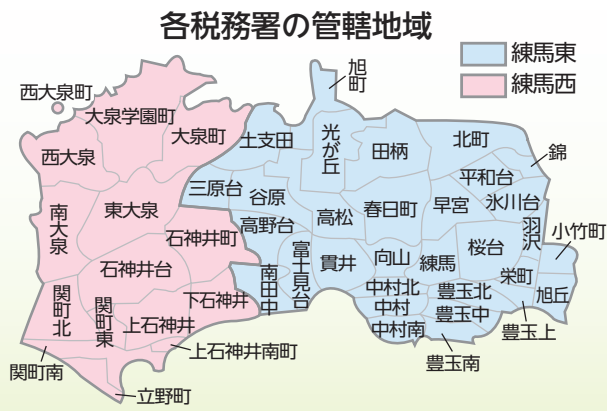 各税務署の管轄地域
練馬東
練馬西
旭町
西大泉町
大泉学園町
大泉町
土支田
光が丘
田柄
北町
錦
西大泉
平和台
三原台
谷原
氷川台
東大泉
高松
春日町
早宮
羽沢
南大泉
石神井町
高野台
小竹町
桜台
石神井台
南田中
富士見台
貫井
向山
練馬
栄町
関町北
下石神井
中村北
豊玉北
旭丘
関町東
上石神井
中村
豊玉中
中村南
豊玉上
上石神井南町
豊玉南
関町南
立野町